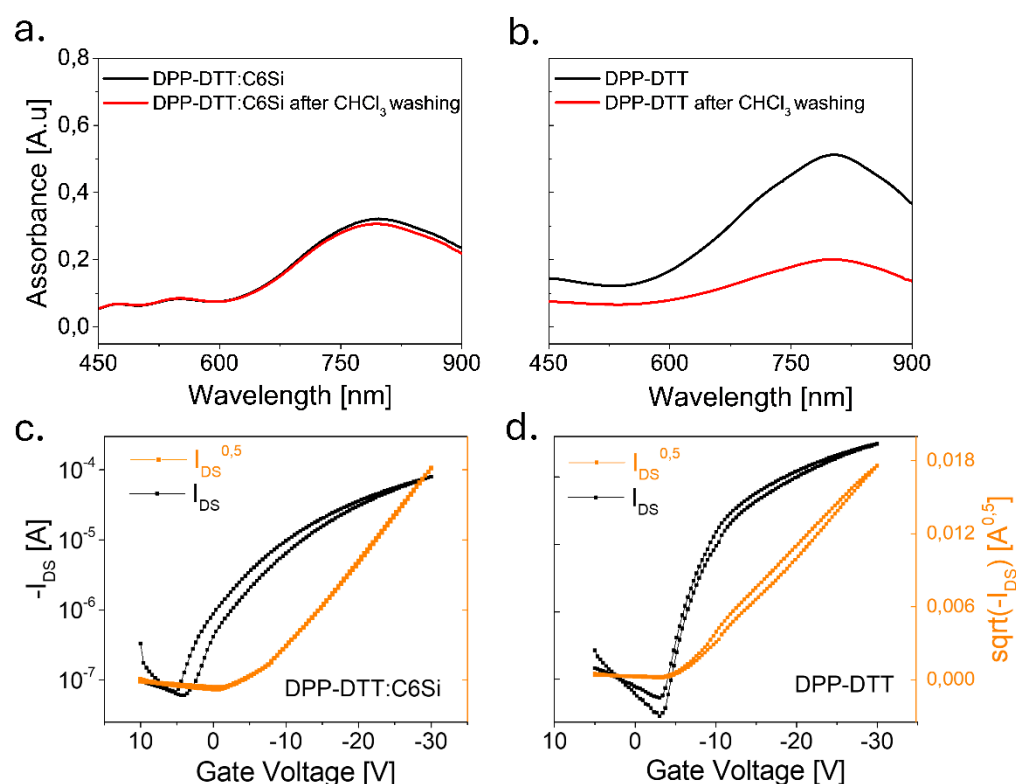 a.
0,8
0,6
0,4
0,2
0,0
Assorbance [A.u]
DPP-DTT:C6Si
DPP-DTT:C6Si after CHCl3 washing
450 600 750 900
Wavelength [nm]
b.
DPP-DTT
DPP-DTT after CHCl3 washing
450 600 750 900
Wavelength [nm]
c.
10-4
10-5
10-6
10-7
-IDS [A]
IDS0,5
IDS
DPP-DTT:C6Si
10 0 -10 -20 -30
Gate Voltage [V]
d.
IDS0,5
IDS
DPP-DTT
0,018
0,012
0,006
0,000
sqrt(-IDS) [A0,5]
10 0 -10 -20 -30
Gate Voltage [V]